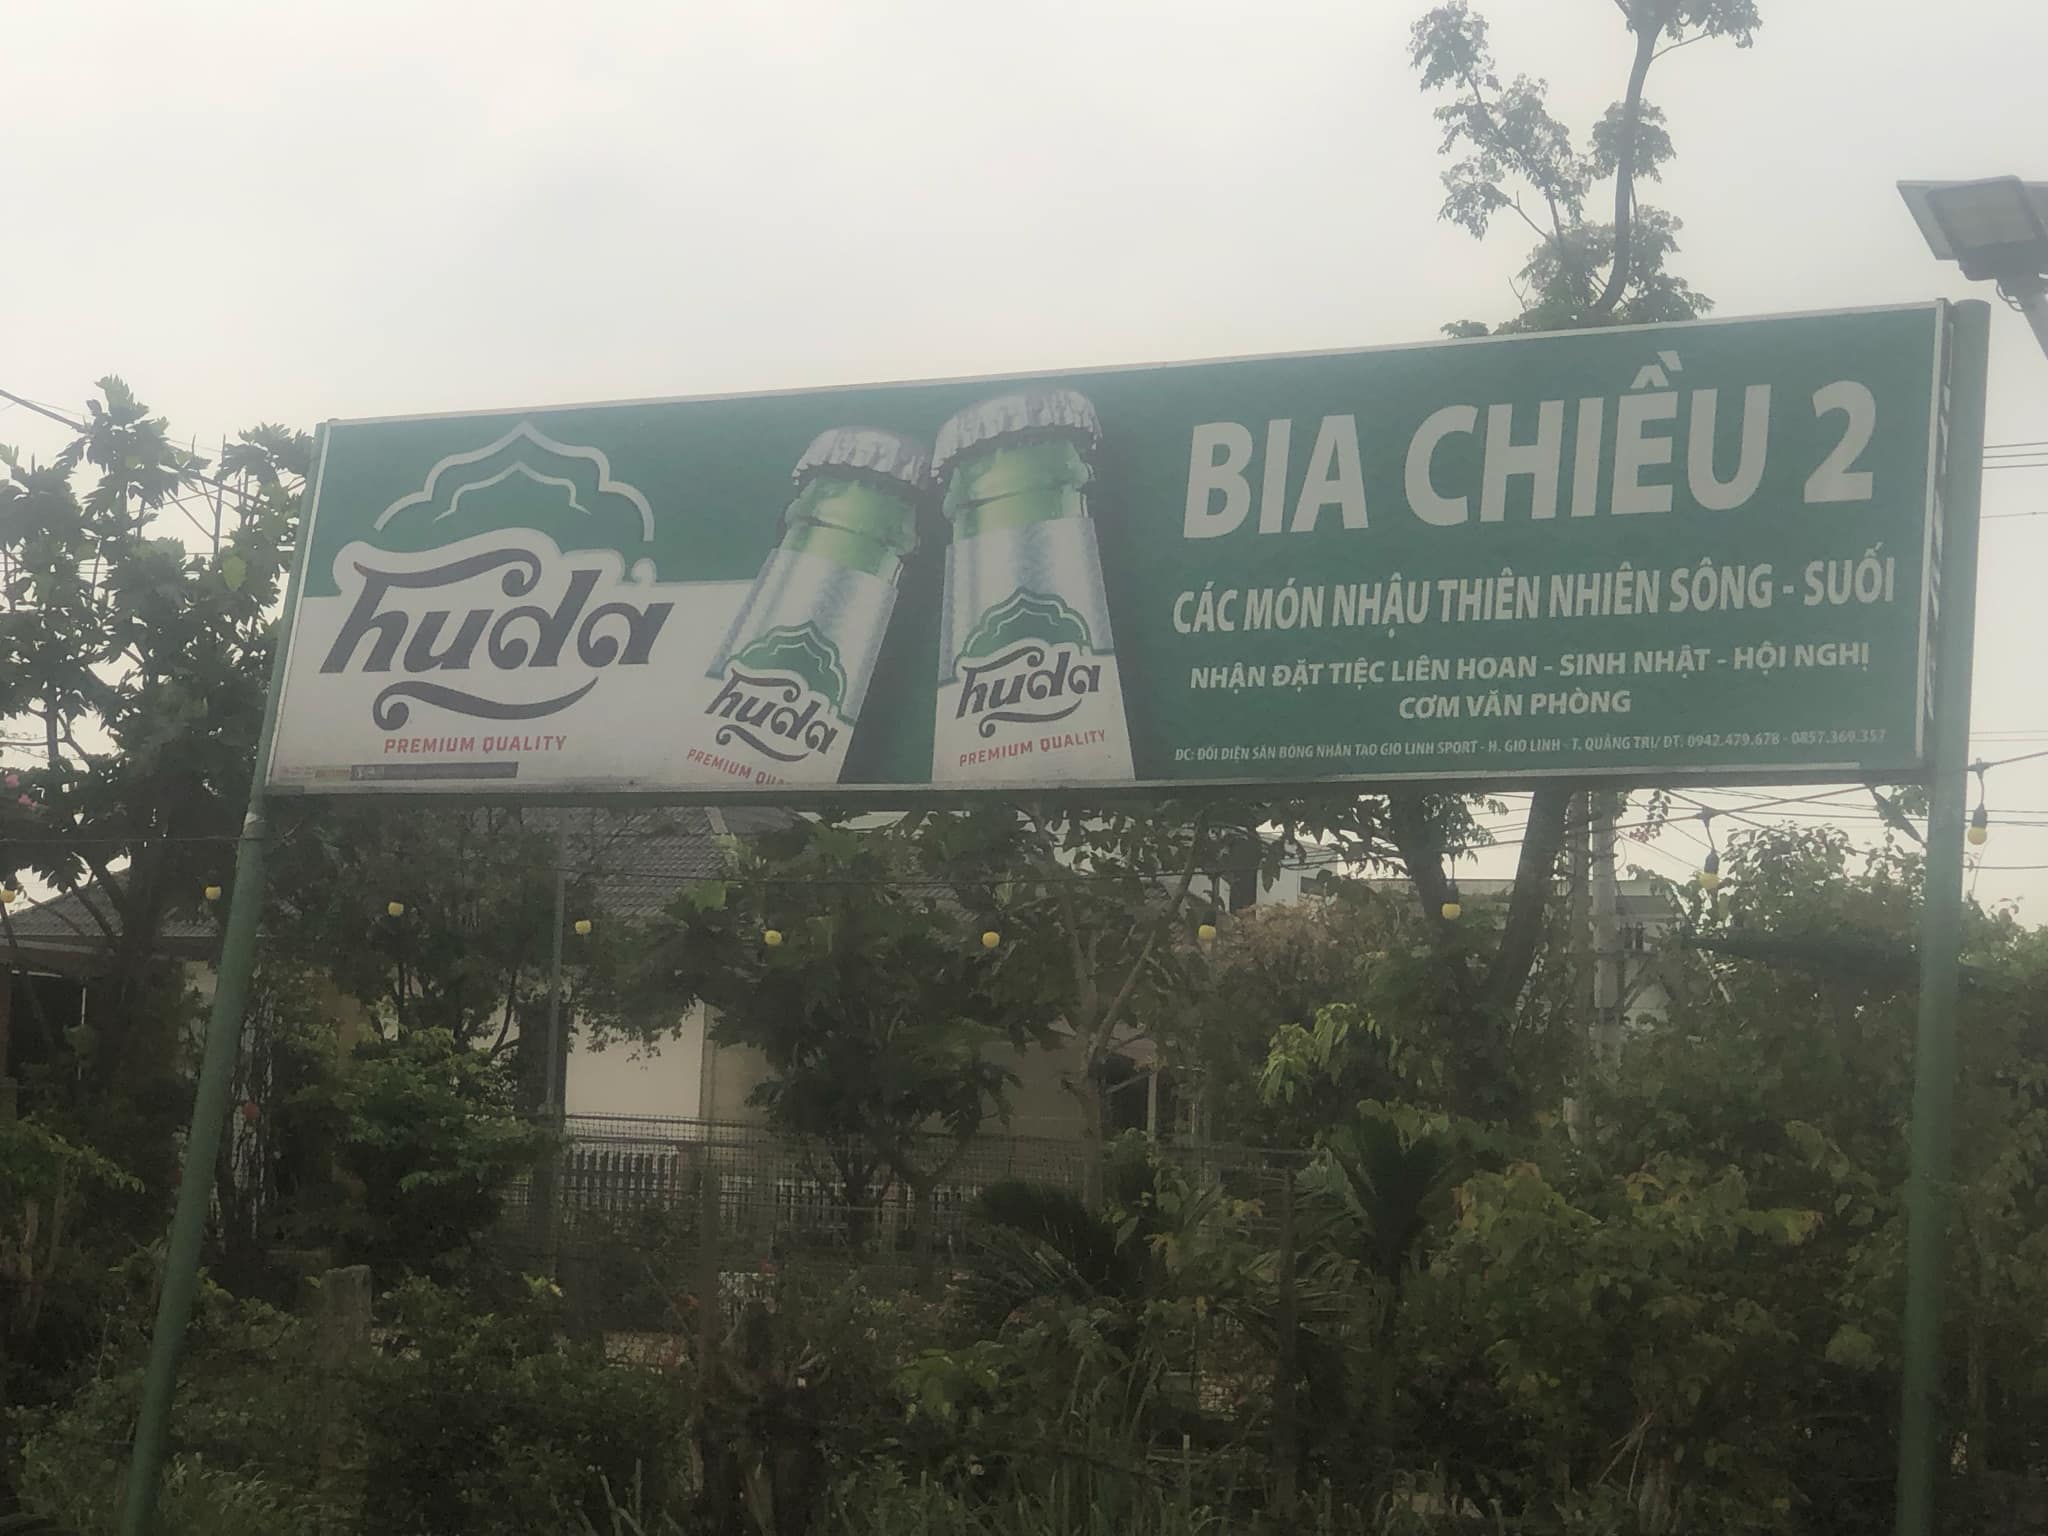 huda
PREMIUM QUALITY
huda
PREMIUM QUA
huda
PREMIUM QUALITY
BIA CHIỀU 2
CÁC MÓN NHẬU THIÊN NHIÊN SÔNG - SUỐI
NHẬN ĐẶT TIỆC LIÊN HOAN - SINH NHẬT - HỘI NGHỊ
CƠM VĂN PHÒNG
ĐC: ĐỐI DIỆN SÂN BÓNG NHÂN TẠO GIO LINH SPORT - H. GIO LINH - T. QUẢNG TRỊ/ ĐT: 0942.479.678 - 0857.369.357